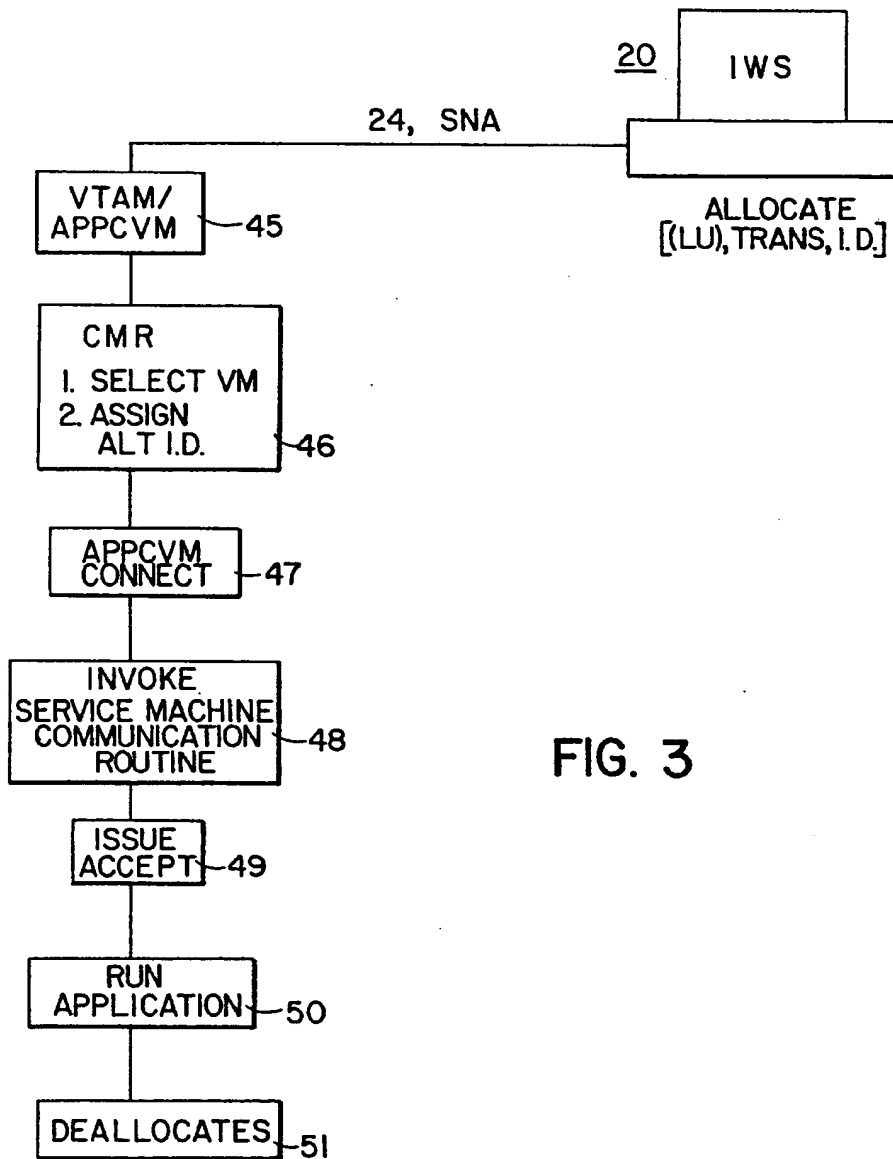 20
IWS
24, SNA
ALLOCATE
[(LU), TRANS, I.D.]
VTAM/
APPCVM
45
CMR
1. SELECT VM
2. ASSIGN
ALT I.D.
46
APPCVM
CONNECT
47
INVOKE
SERVICE MACHINE
COMMUNICATION
ROUTINE
48
FIG. 3
ISSUE
ACCEPT
49
RUN
APPLICATION
50
DEALLOCATES
51